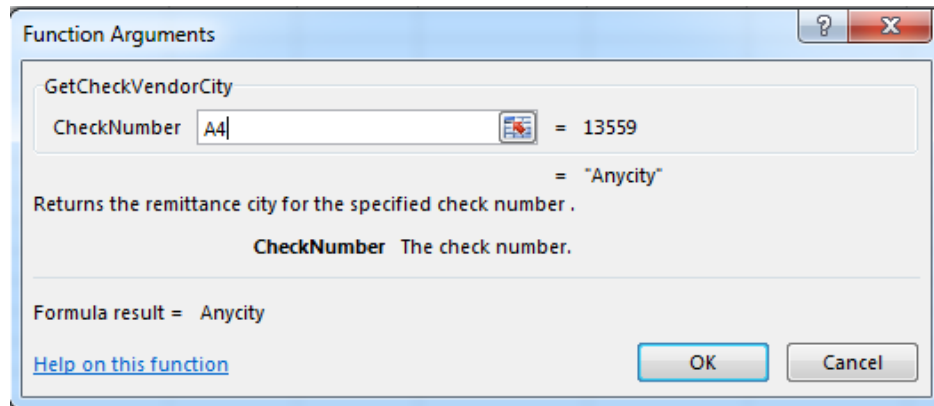 Function Arguments
GetCheckVendorCity
CheckNumber A4 = 13559
= "Anycity"
Returns the remittance city for the specified check number .
CheckNumber The check number.
Formula result = Anycity
Help on this function OK Cancel